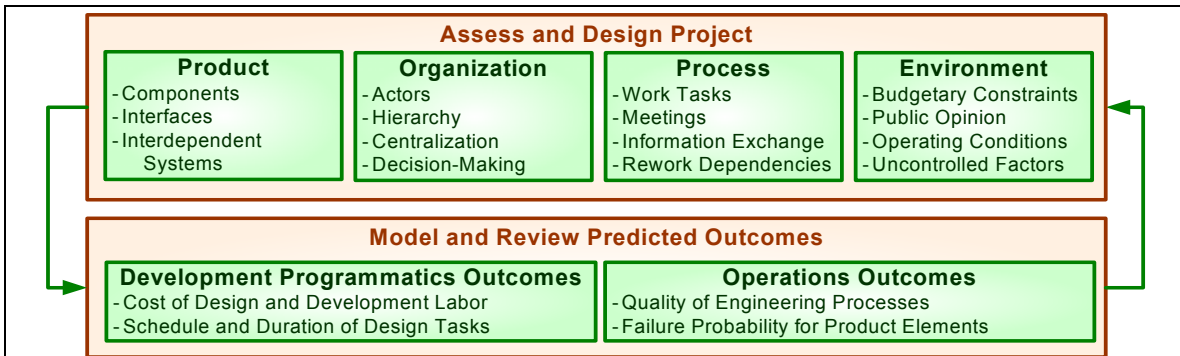 Assess and Design Project
Product
- Components
- Interfaces
- Interdependent
Systems
Organization
- Actors
- Hierarchy
- Centralization
- Decision-Making
Process
- Work Tasks
- Meetings
- Information Exchange
- Rework Dependencies
Environment
- Budgetary Constraints
- Public Opinion
- Operating Conditions
- Uncontrolled Factors
Model and Review Predicted Outcomes
Development Programmatics Outcomes
- Cost of Design and Development Labor
- Schedule and Duration of Design Tasks
Operations Outcomes
- Quality of Engineering Processes
- Failure Probability for Product Elements